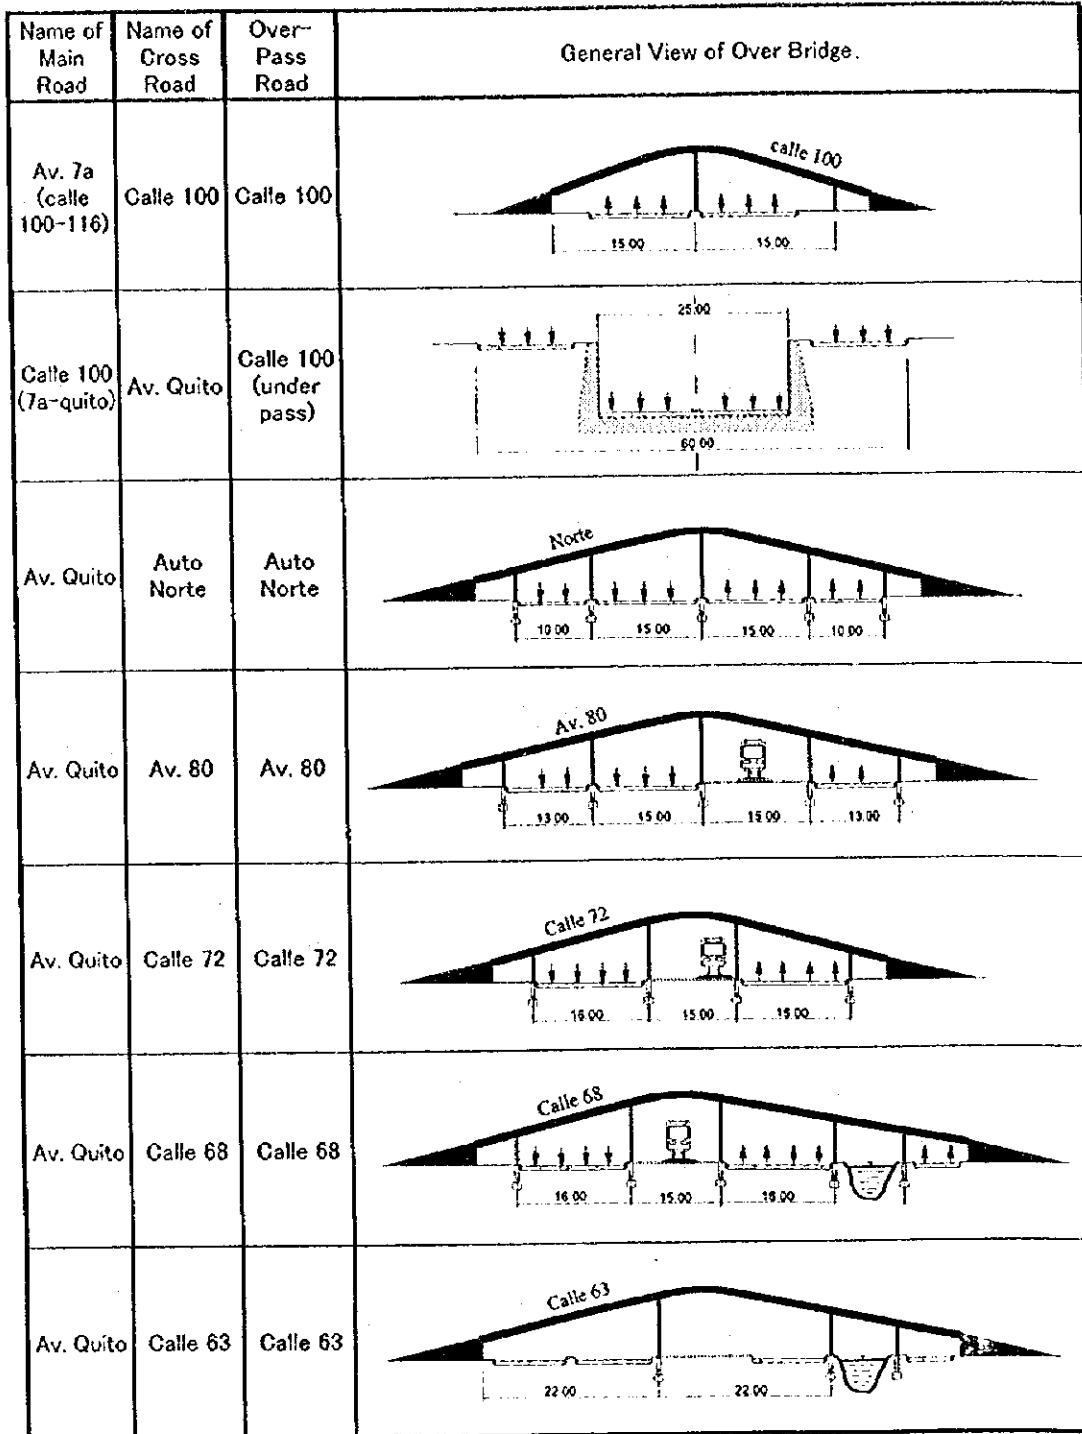 Name of Main Road
Name of Cross Road
Over-Pass Road
General View of Over Bridge.
Av. 7a (calle 100-116)
Calle 100
Calle 100
calle 100
15.00
15.00
Calle 100 (7a-quito)
Av. Quito
Calle 100 (under pass)
25.00
60.00
Av. Quito
Auto Norte
Auto Norte
Norte
10.00
15.00
15.00
10.00
Av. Quito
Av. 80
Av. 80
Av. 80
13.00
15.00
15.00
13.00
Av. Quito
Calle 72
Calle 72
Calle 72
16.00
15.00
15.00
Av. Quito
Calle 68
Calle 68
Calle 68
16.00
15.00
16.00
Av. Quito
Calle 63
Calle 63
Calle 63
22.00
22.00